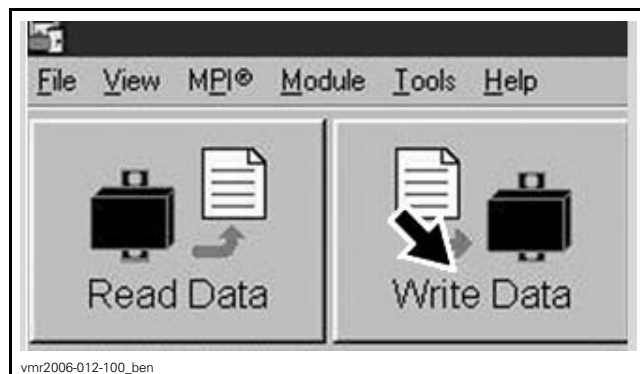 File View MPI® Module Tools Help
Read Data Write Data
vmr2006-012-100_ben